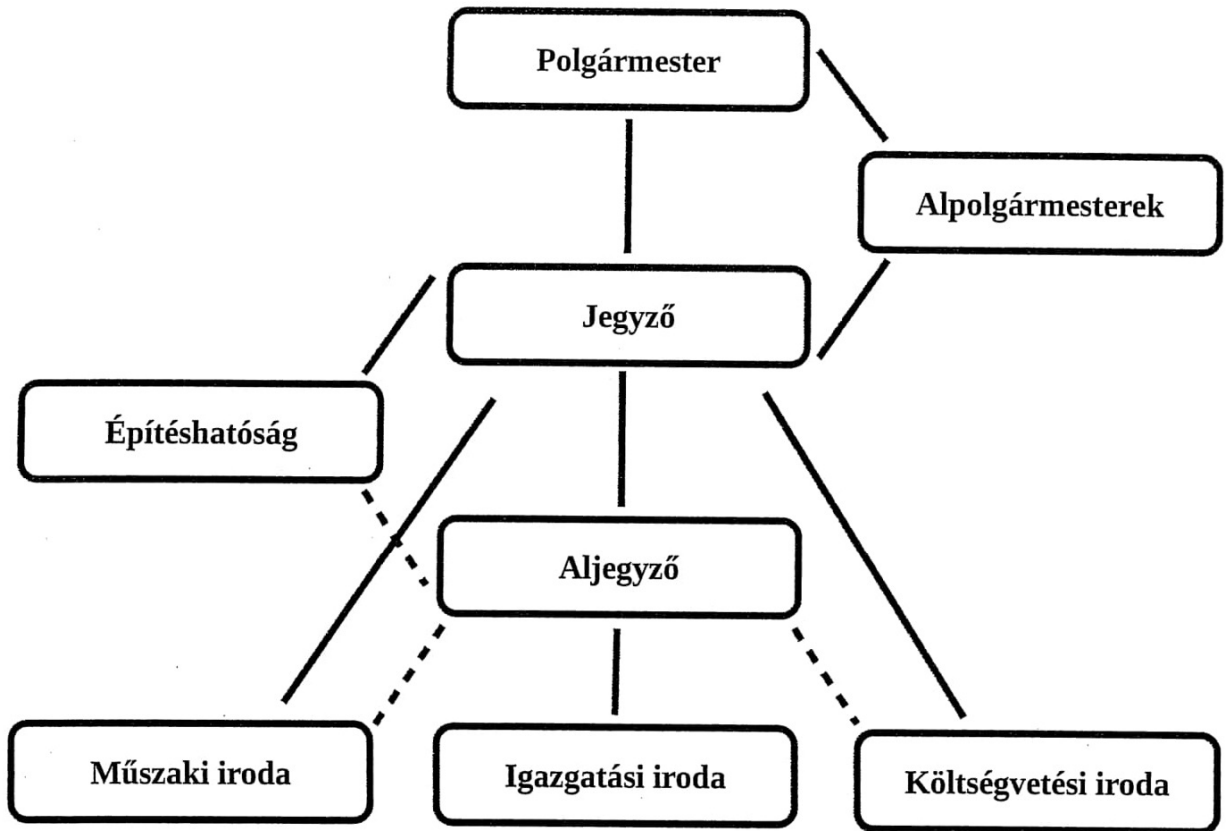 Polgármester
Alpolgármesterek
Jegyző
Építéshatóság
Aljegyző
Műszaki iroda
Igazgatási iroda
Költségvetési iroda